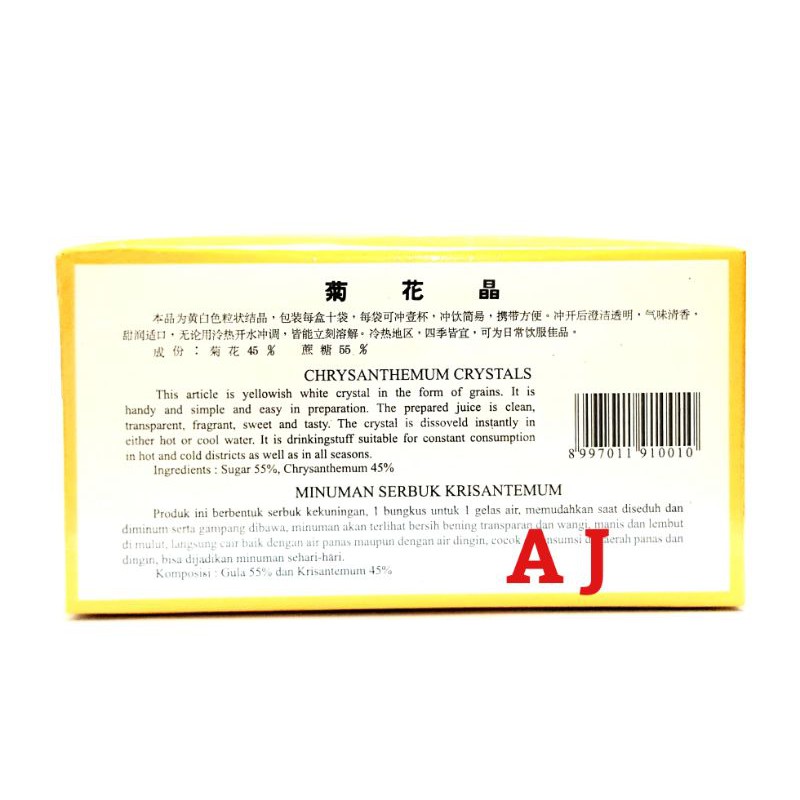 菊 花 晶
本品为黄白色粒状结晶，包装每盒十袋，每袋可冲壹杯，冲饮简易，携带方便。冲开后澄洁透明，气味清香，
甜润适口，无论用冷热开水冲调，皆能立刻溶解。冷热地区，四季皆宜，可为日常饮服佳品。
成 份 ： 菊 花 45 % 蔗 糖 55 %
CHRYSANTHEMUM CRYSTALS
This article is yellowish white crystal in the form of grains. It is
handy and simple and easy in preparation. The prepared juice is clean,
transparent, fragrant, sweet and tasty. The crystal is dissoveld instantly in
either hot or cool water. It is drinkingstuff suitable for constant consumption
in hot and cold districts as well as in all seasons.
Ingredients : Sugar 55%, Chrysanthemum 45%
8 997011 910010
MINUMAN SERBUK KRISANTEMUM
Produk ini berbentuk serbuk kekuningan, 1 bungkus untuk 1 gelas air, memudahkan saat diseduh dan
diminum serta gampang dibawa, minuman akan terlihat bersih bening transparan dan wangi, manis dan lembut
di mulut, langsung cair baik dengan air panas maupun dengan air dingin, cocok daerah panas dan
dingin, bisa dijadikan minuman sehari-hari.
Komposisi : Gula 55% dan Krisantemum 45%
A J